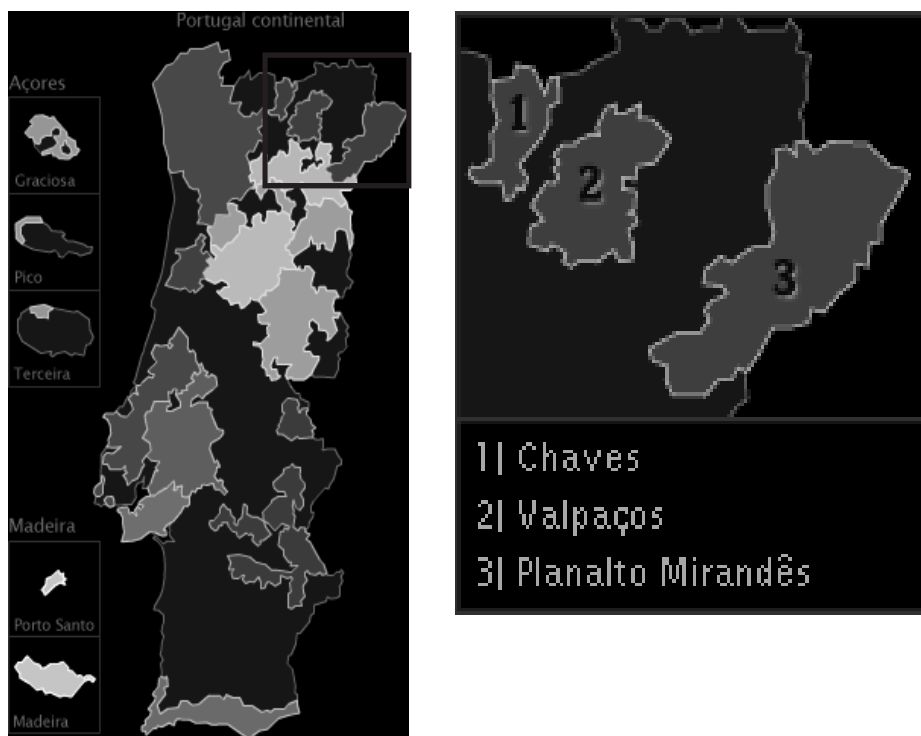 Portugal continental
Açores
Graciosa
Pico
Terceira
Madeira
Porto Santo
Madeira
1
2
3
1| Chaves
2| Valpaços
3| Planalto Mirandês